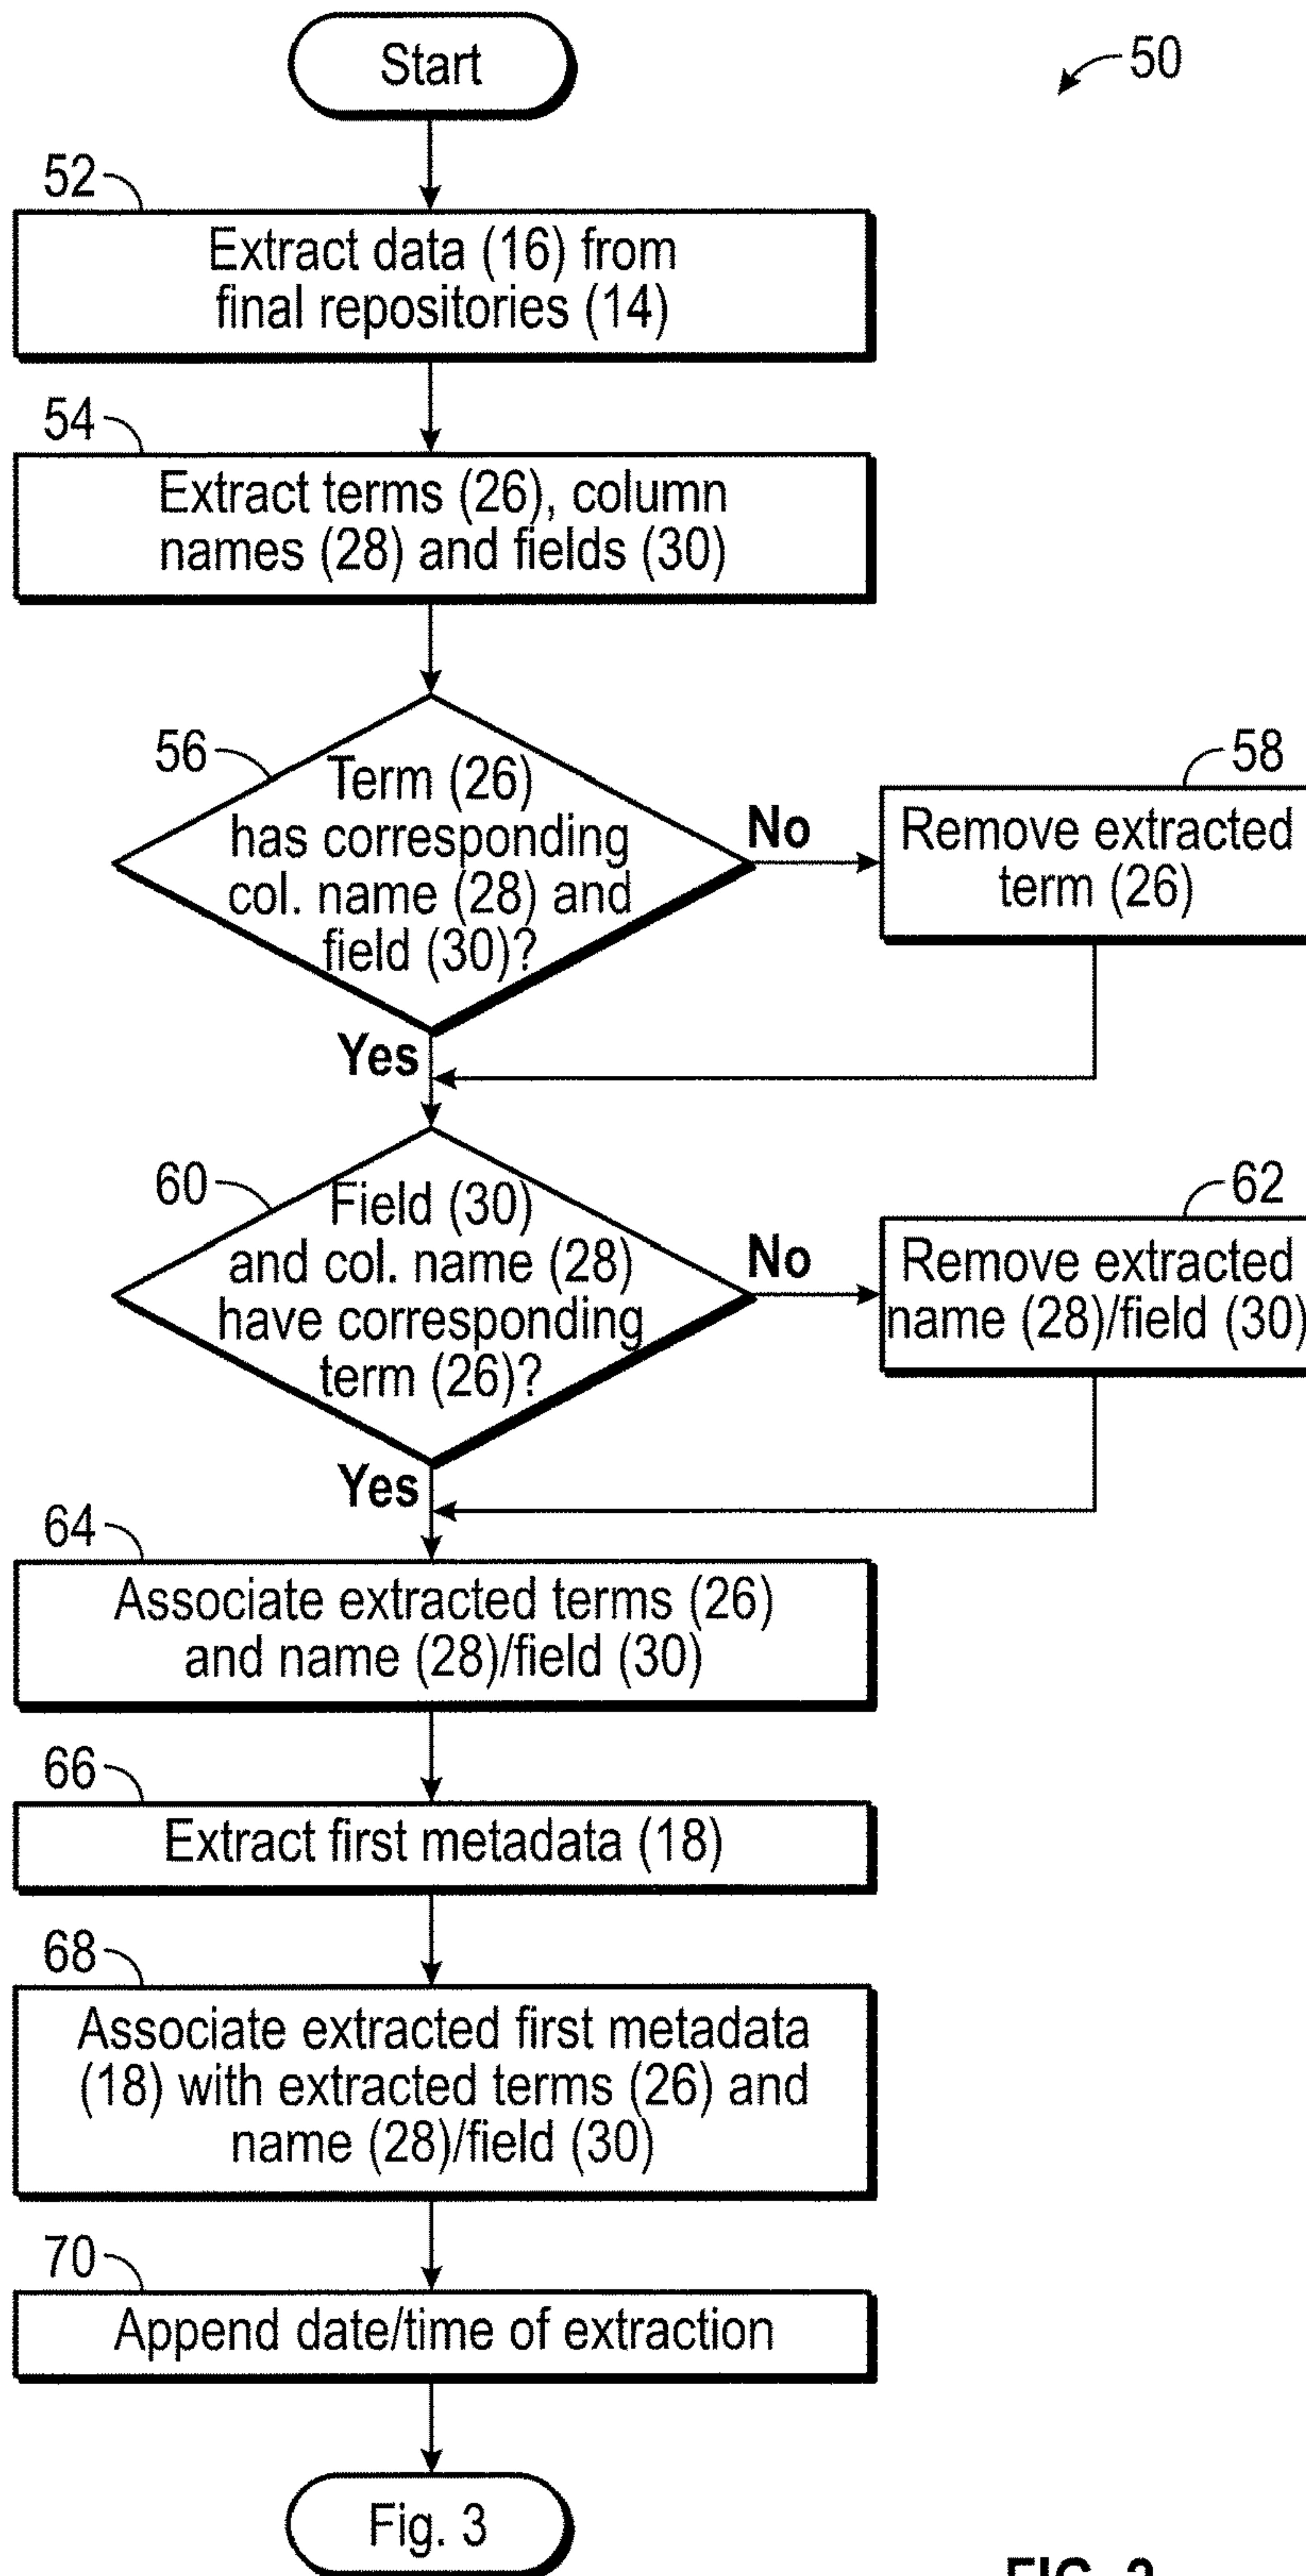 Start
50
52
Extract data (16) from
final repositories (14)
54
Extract terms (26), column
names (28) and fields (30)
56
Term (26)
has corresponding
col. name (28) and
field (30)?
No
58
Remove extracted
term (26)
Yes
60
Field (30)
and col. name (28)
have corresponding
term (26)?
No
62
Remove extracted
name (28)/field (30)
Yes
64
Associate extracted terms (26)
and name (28)/field (30)
66
Extract first metadata (18)
68
Associate extracted first metadata
(18) with extracted terms (26) and
name (28)/field (30)
70
Append date/time of extraction
Fig. 3
FIG.